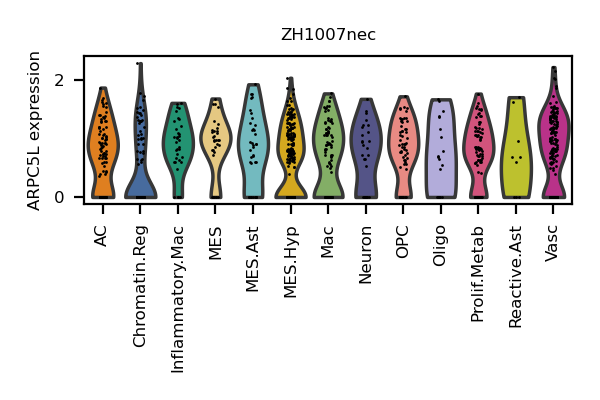 ZH1007nec
ARPC5L expression
2
0
AC
Chromatin.Reg
Inflammatory.Mac
MES
MES.Ast
MES.Hyp
Mac
Neuron
OPC
Oligo
Prolif.Metab
Reactive.Ast
Vasc